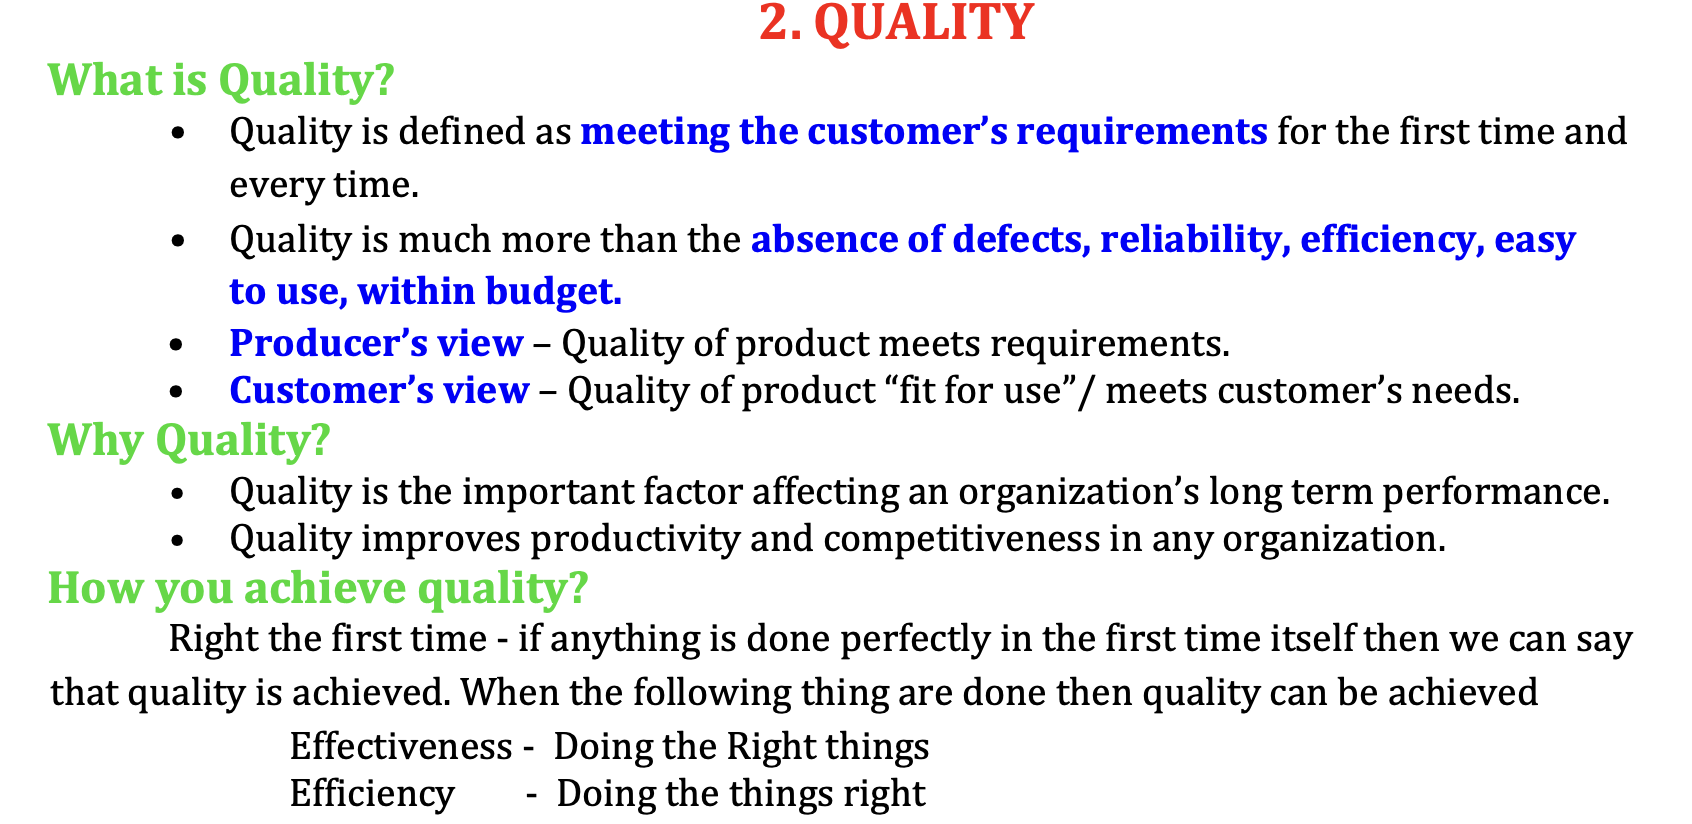 2. QUALITY
What is Quality?
• Quality is defined as meeting the customer’s requirements for the first time and
every time.
• Quality is much more than the absence of defects, reliability, efficiency, easy
to use, within budget.
• Producer’s view – Quality of product meets requirements.
• Customer’s view – Quality of product “fit for use”/ meets customer’s needs.
Why Quality?
• Quality is the important factor affecting an organization’s long term performance.
• Quality improves productivity and competitiveness in any organization.
How you achieve quality?
Right the first time - if anything is done perfectly in the first time itself then we can say
that quality is achieved. When the following thing are done then quality can be achieved
Effectiveness - Doing the Right things
Efficiency - Doing the things right